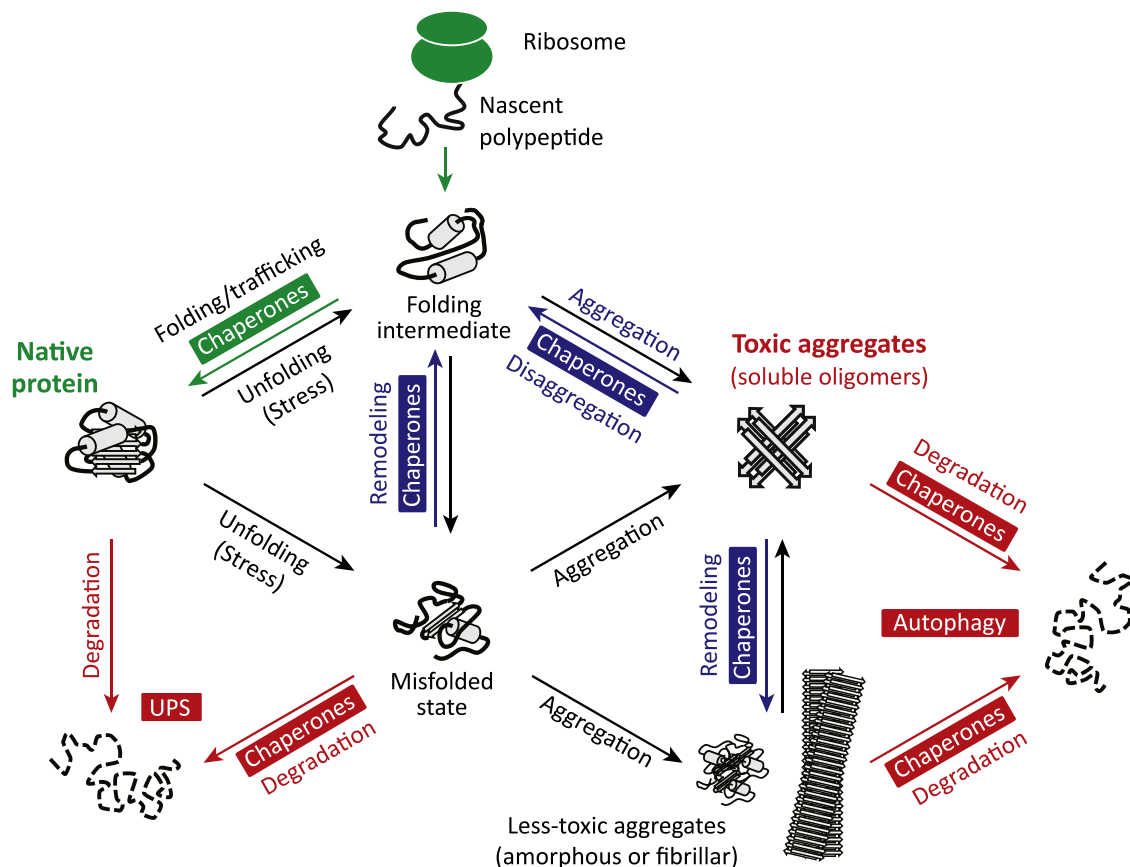 Ribosome
Nascent
polypeptide
Folding/trafficking
Chaperones
Unfolding
(Stress)
Folding
intermediate
Aggregation
Chaperones
Disaggregation
Native
protein
Toxic aggregates
(soluble oligomers)
Remodeling
Chaperones
Unfolding
(Stress)
Aggregation
Degradation
Chaperones
Degradation
Remodeling
Chaperones
Autophagy
Misfolded
state
UPS
Chaperones
Degradation
Aggregation
Chaperones
Degradation
Less-toxic aggregates
(amorphous or fibrillar)